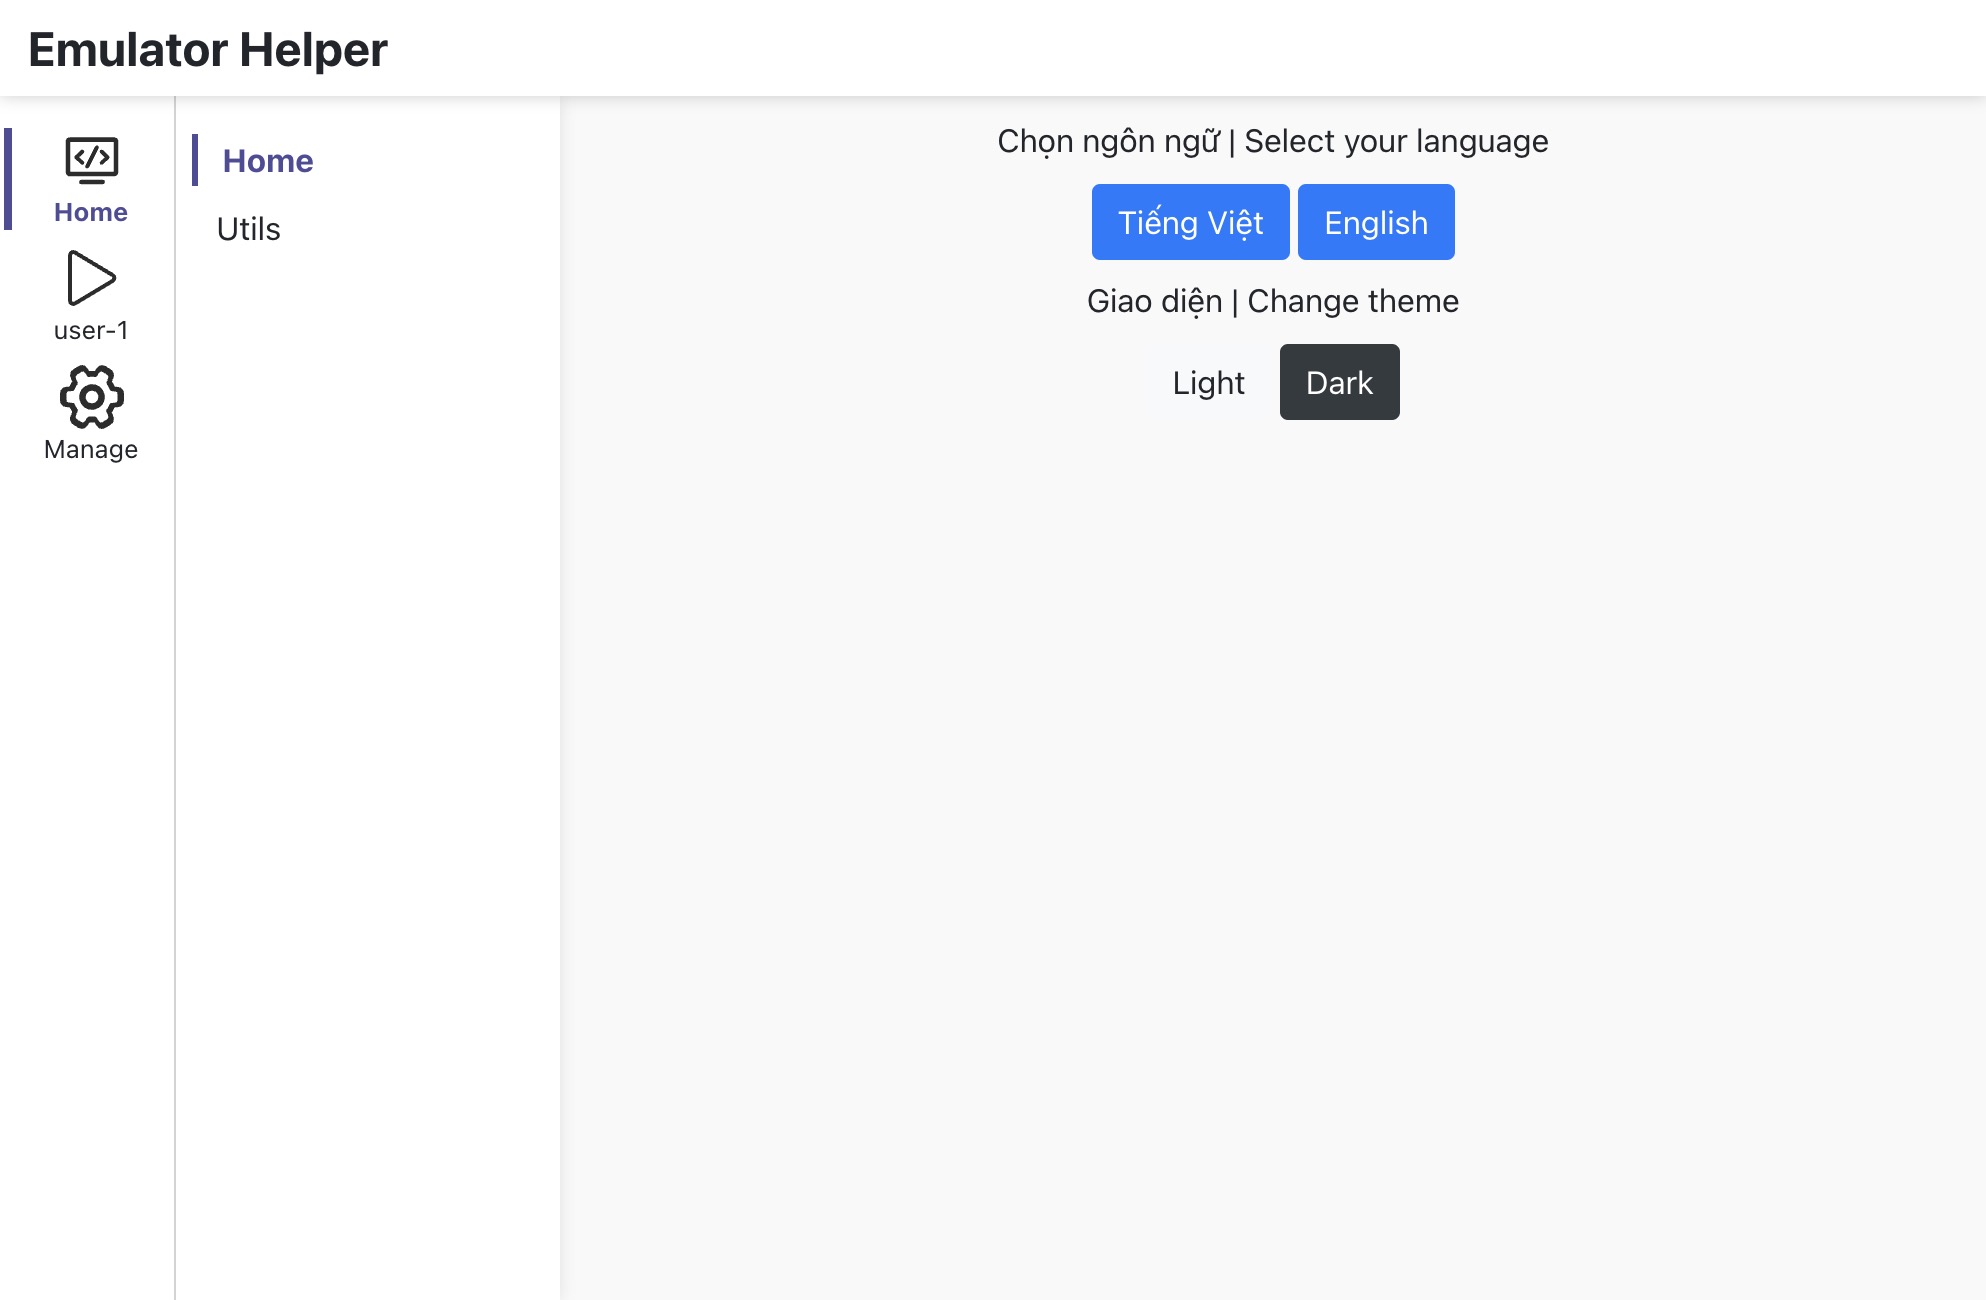 Emulator Helper
Home
user-1
Manage
Home
Utils
Chọn ngôn ngữ | Select your language
Tiếng Việt English
Giao diện | Change theme
Light Dark